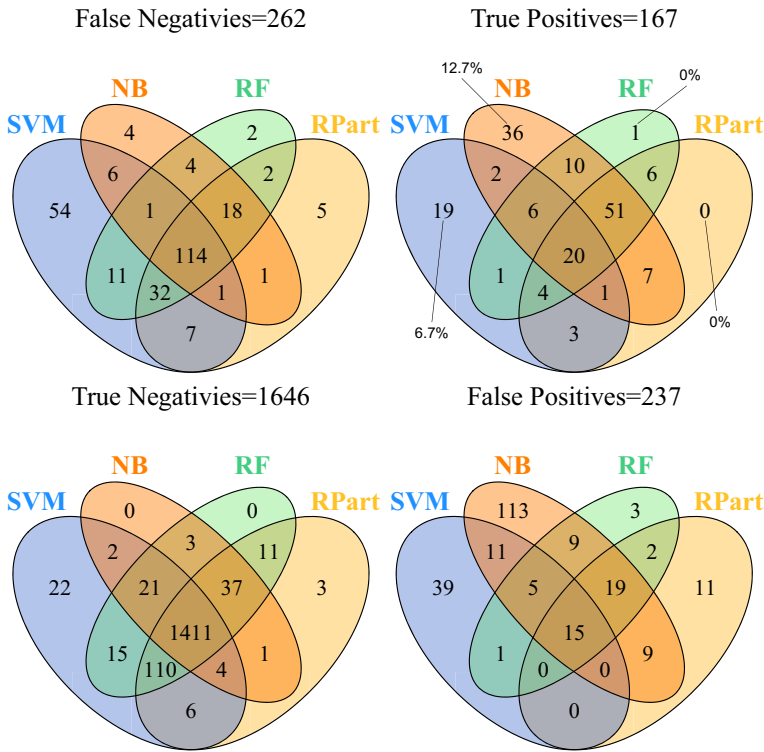 False Negativies=262
True Positives=167
NB RF
SVM RPart
4 2
6 4 2
54 1 18 5
114
11 32 1 1
7
12.7% 0%
NB RF
SVM RPart
36 1
2 10 6
19 6 51 0
20
1 4 1 7
3
6.7% 0%
True Negativies=1646
False Positives=237
NB RF
SVM RPart
0 0
2 3 11
22 21 37 3
1411
15 110 4 1
6
NB RF
SVM RPart
113 3
11 9 2
39 5 19 11
15
1 0 0 9
0